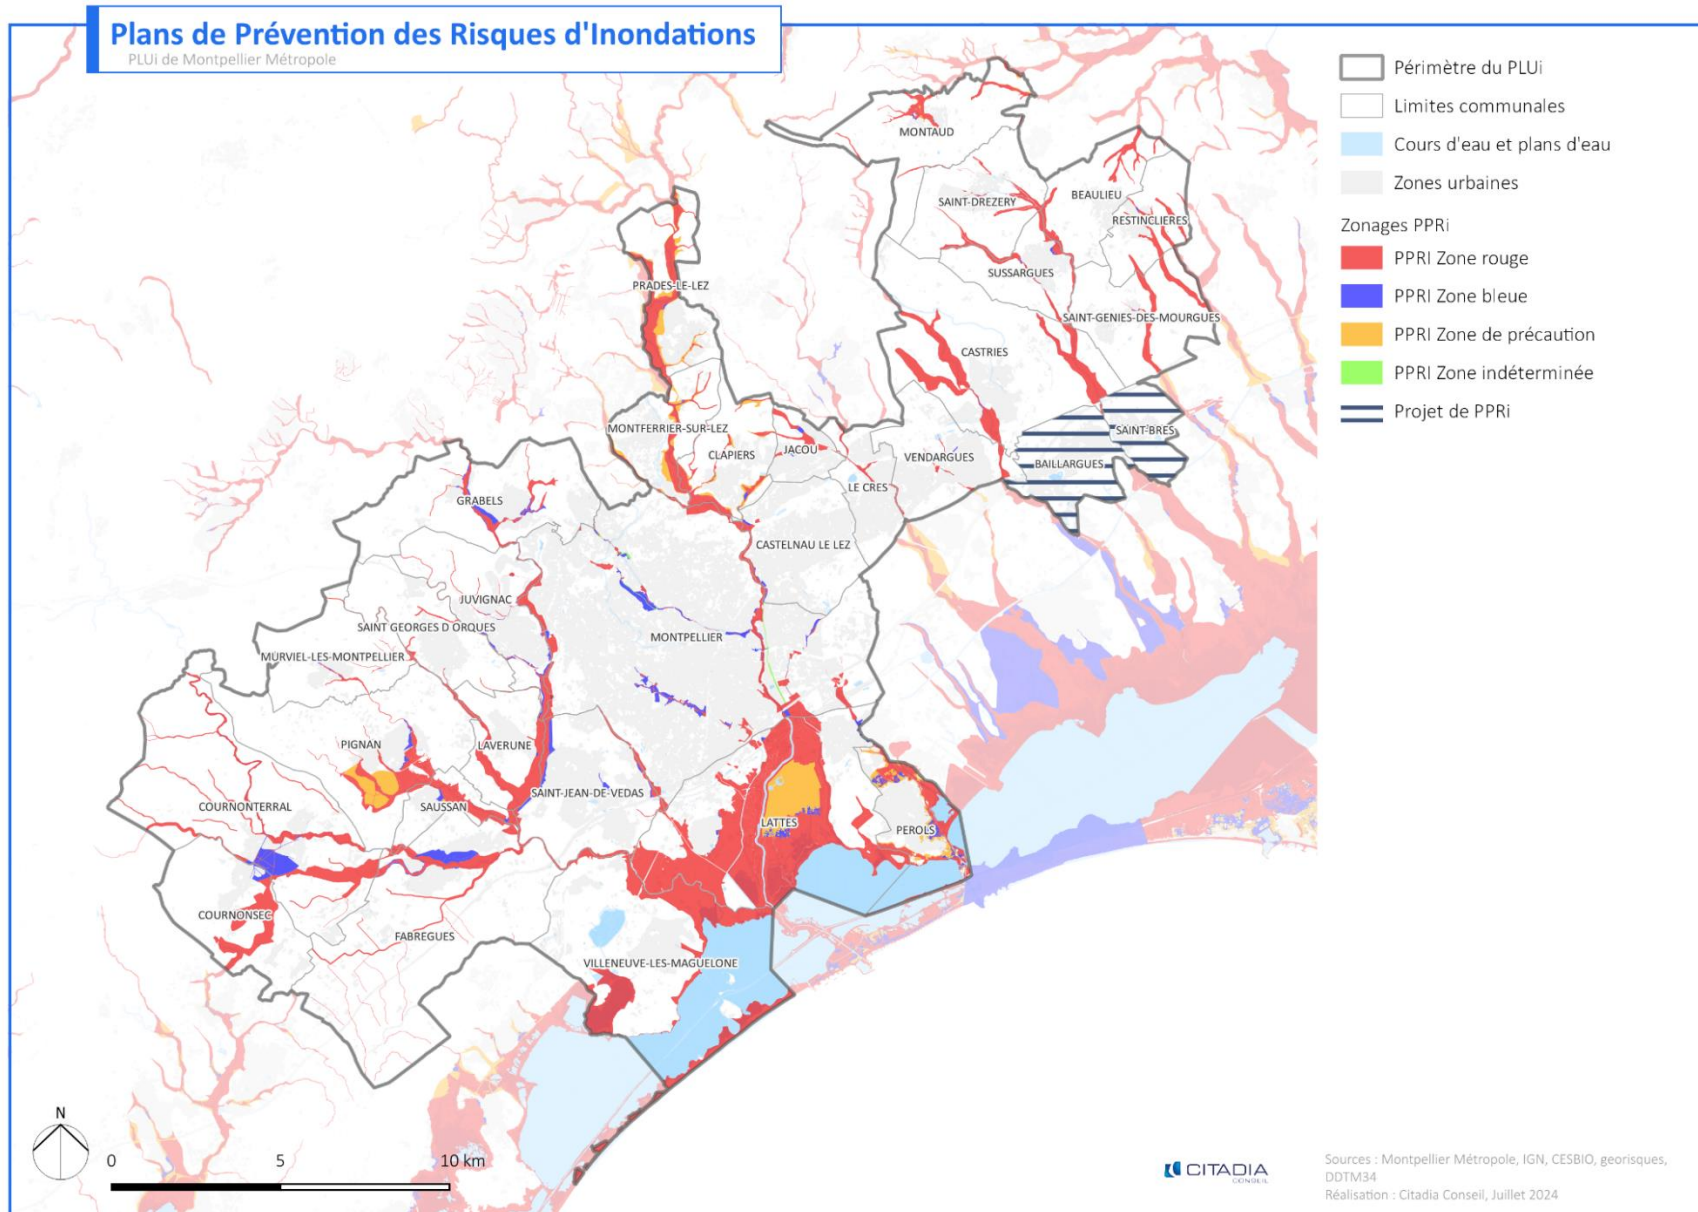 Plans de Prévention des Risques d'Inondations
PLUi de Montpellier Métropole
Périmètre du PLUi
Limites communales
Cours d'eau et plans d'eau
Zones urbaines
Zonages PPRi
PPRI Zone rouge
PPRI Zone bleue
PPRI Zone de précaution
PPRI Zone indéterminée
Projet de PPRi
MONTAUD
BEAULIEU
SAINT-DREZERY
RESTINCLIERES
SUSSARGUES
PRADES-LE-LEZ
SAINT-GENIES-DES-MOURGUES
CASTRIES
MONTFERRIER-SUR-LEZ
SAINT-BRES
JACOU
CLAPIERS
VENDARGUES
BAILLARGUES
LE CRES
GRABELS
CASTELNAU LE LEZ
JUVIGNAC
SAINT GEORGES D ORQUES
MONTPELLIER
MURVIEL-LES-MONTPELLIER
PIGNAN
LAVERUNE
SAINT-JEAN-DE-VEDAS
COURNONTERRAL
SAUSSAN
LATTES
PEROLS
COURNONSEC
FABREGUES
VILLENEUVE-LES-MAGUELONE
N
0 5 10 km
CITADIA
CONSEIL
Sources : Montpellier Métropole, IGN, CESBIO, georisques,
DDTM34
Réalisation : Citadia Conseil, Juillet 2024